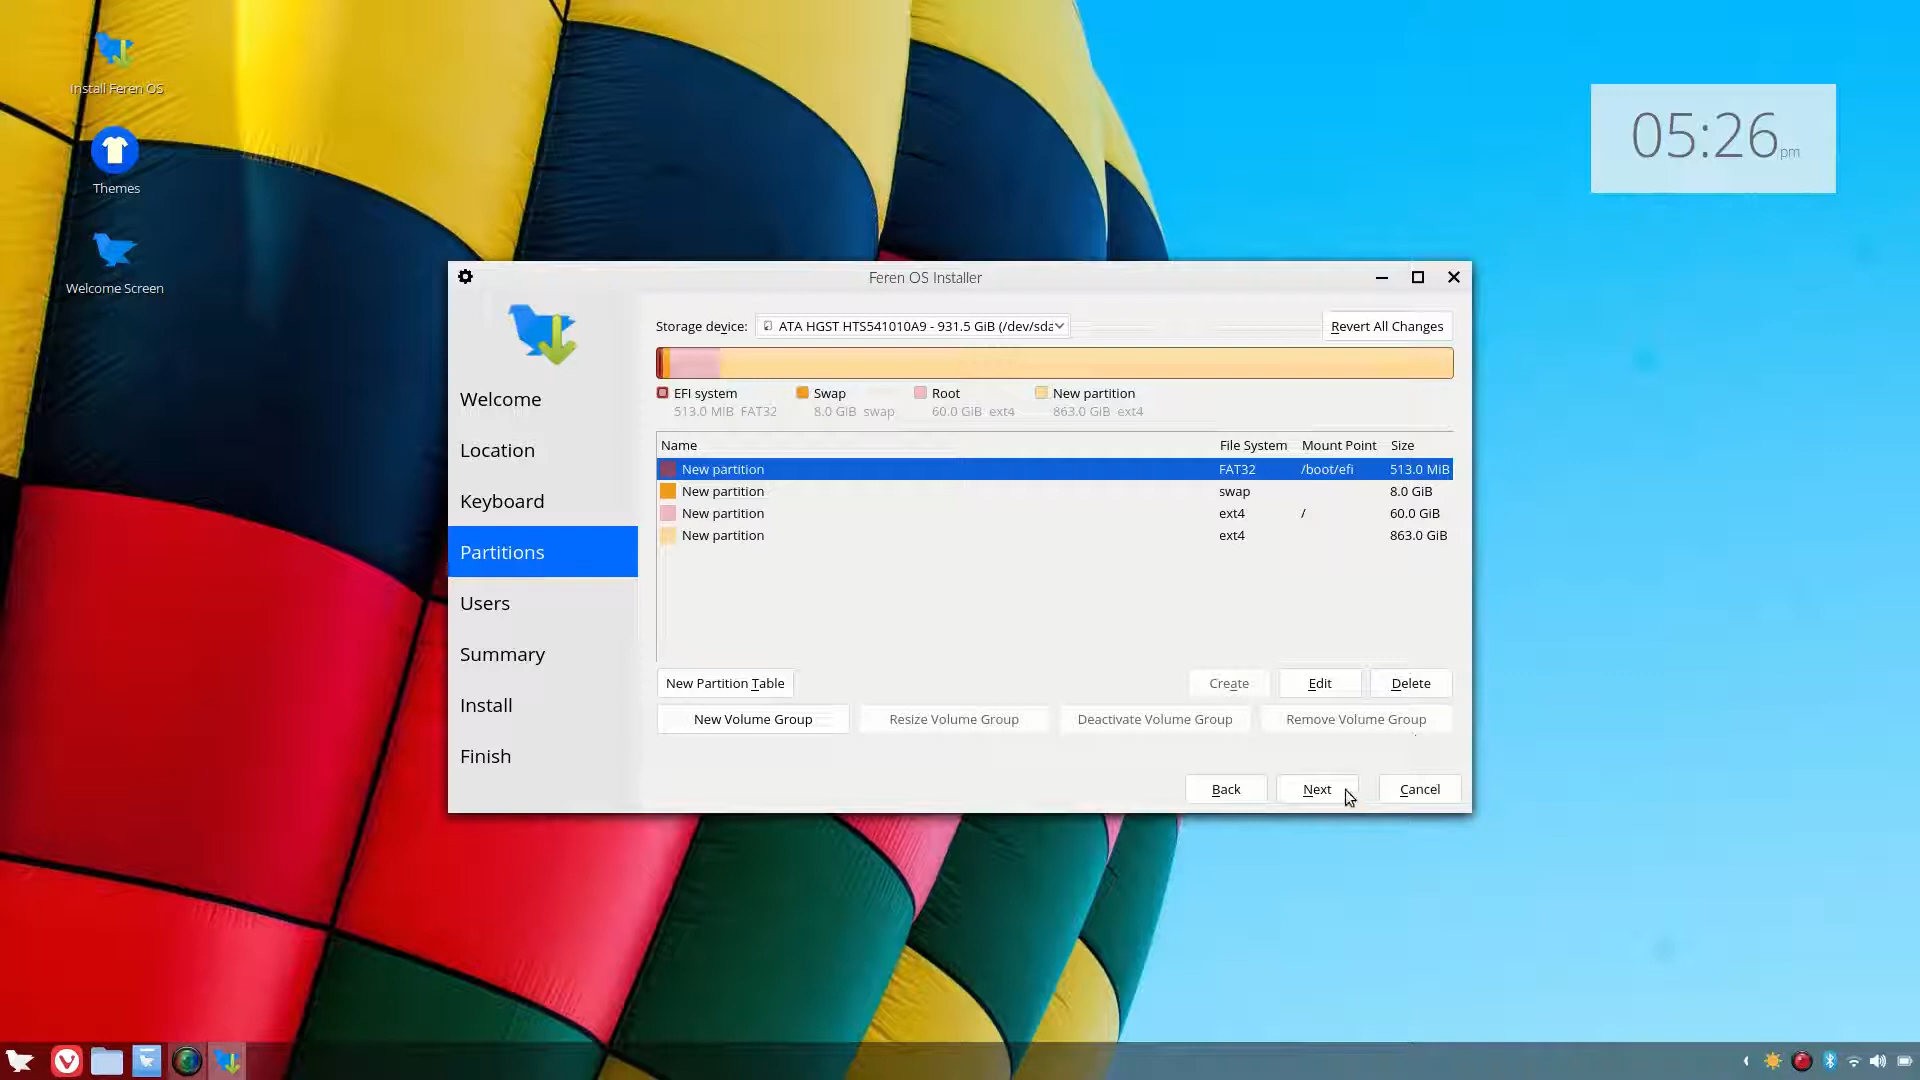 Install Feren OS
Themes
Welcome Screen
05:26 pm
Feren OS Installer
Welcome
Location
Keyboard
Partitions
Users
Summary
Install
Finish
Storage device: ATA HGST HTS541010A9 - 931.5 GiB (/dev/sda
Revert All Changes
EFI system Swap Root New partition
513.0 MiB FAT32 8.0 GiB swap 60.0 GiB ext4 863.0 GiB ext4
Name File System Mount Point Size
New partition FAT32 /boot/efi 513.0 MiB
New partition swap 8.0 GiB
New partition ext4 / 60.0 GiB
New partition ext4 863.0 GiB
New Partition Table Create Edit Delete
New Volume Group Resize Volume Group Deactivate Volume Group Remove Volume Group
Back Next Cancel